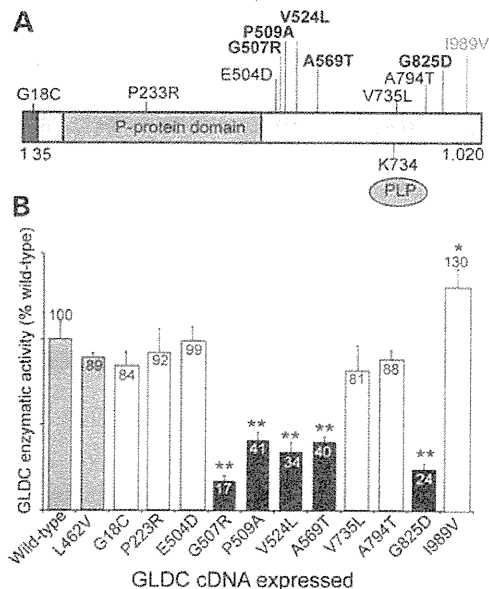 A
V524L
P509A
G507R
E504D
A569T
I989V
G825D
A794T
V735L
G18C
P233R
P-protein domain
1 35
1.020
K734
PLP
B
GLDC enzymatic activity (% wild-type)
100
89
84
92
99
**
17
**
41
**
34
**
40
81
88
**
24
*
130
Wild-type
L462V
G18C
P223R
E504D
G507R
P509A
V524L
A569T
V735L
A794T
G825D
I989V
GLDC cDNA expressed